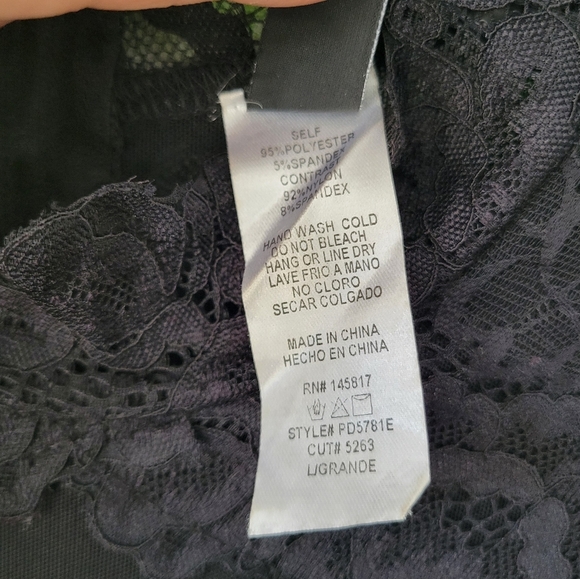 SELF
95%POLYESTER
5%SPANDEX
CONTRAST
92%NYLON
8%SPANDEX
HAND WASH COLD
DO NOT BLEACH
HANG OR LINE DRY
LAVE FRIO A MANO
NO CLORO
SECAR COLGADO
MADE IN CHINA
HECHO EN CHINA
RN# 145817
STYLE# PD5781E
CUT# 5263
L/GRANDE